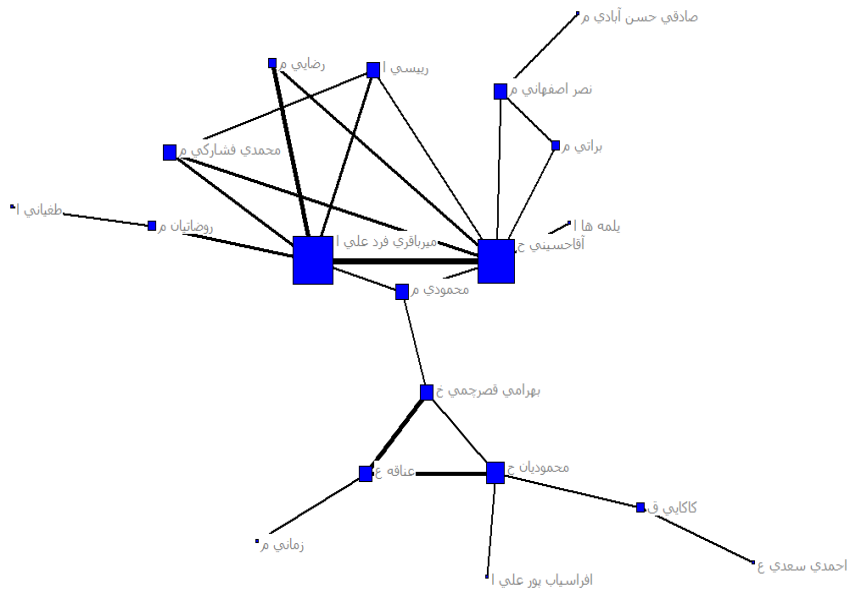 صادقي حسن آبادي م
رضايي م
رييسي ا
نصر اصفهاني م
محمدي فشاركي م
براتي م
طغياني ا
روضاتيان م
يلمه ها ا
ميرباقري فرد علي ا
آقاحسيني ح
محمودي م
بهرامي قصرچمي خ
عناقه ع
محموديان ح
كاكايي ق
زماني م
افراسياب پور علي ا
احمدي سعدي ع